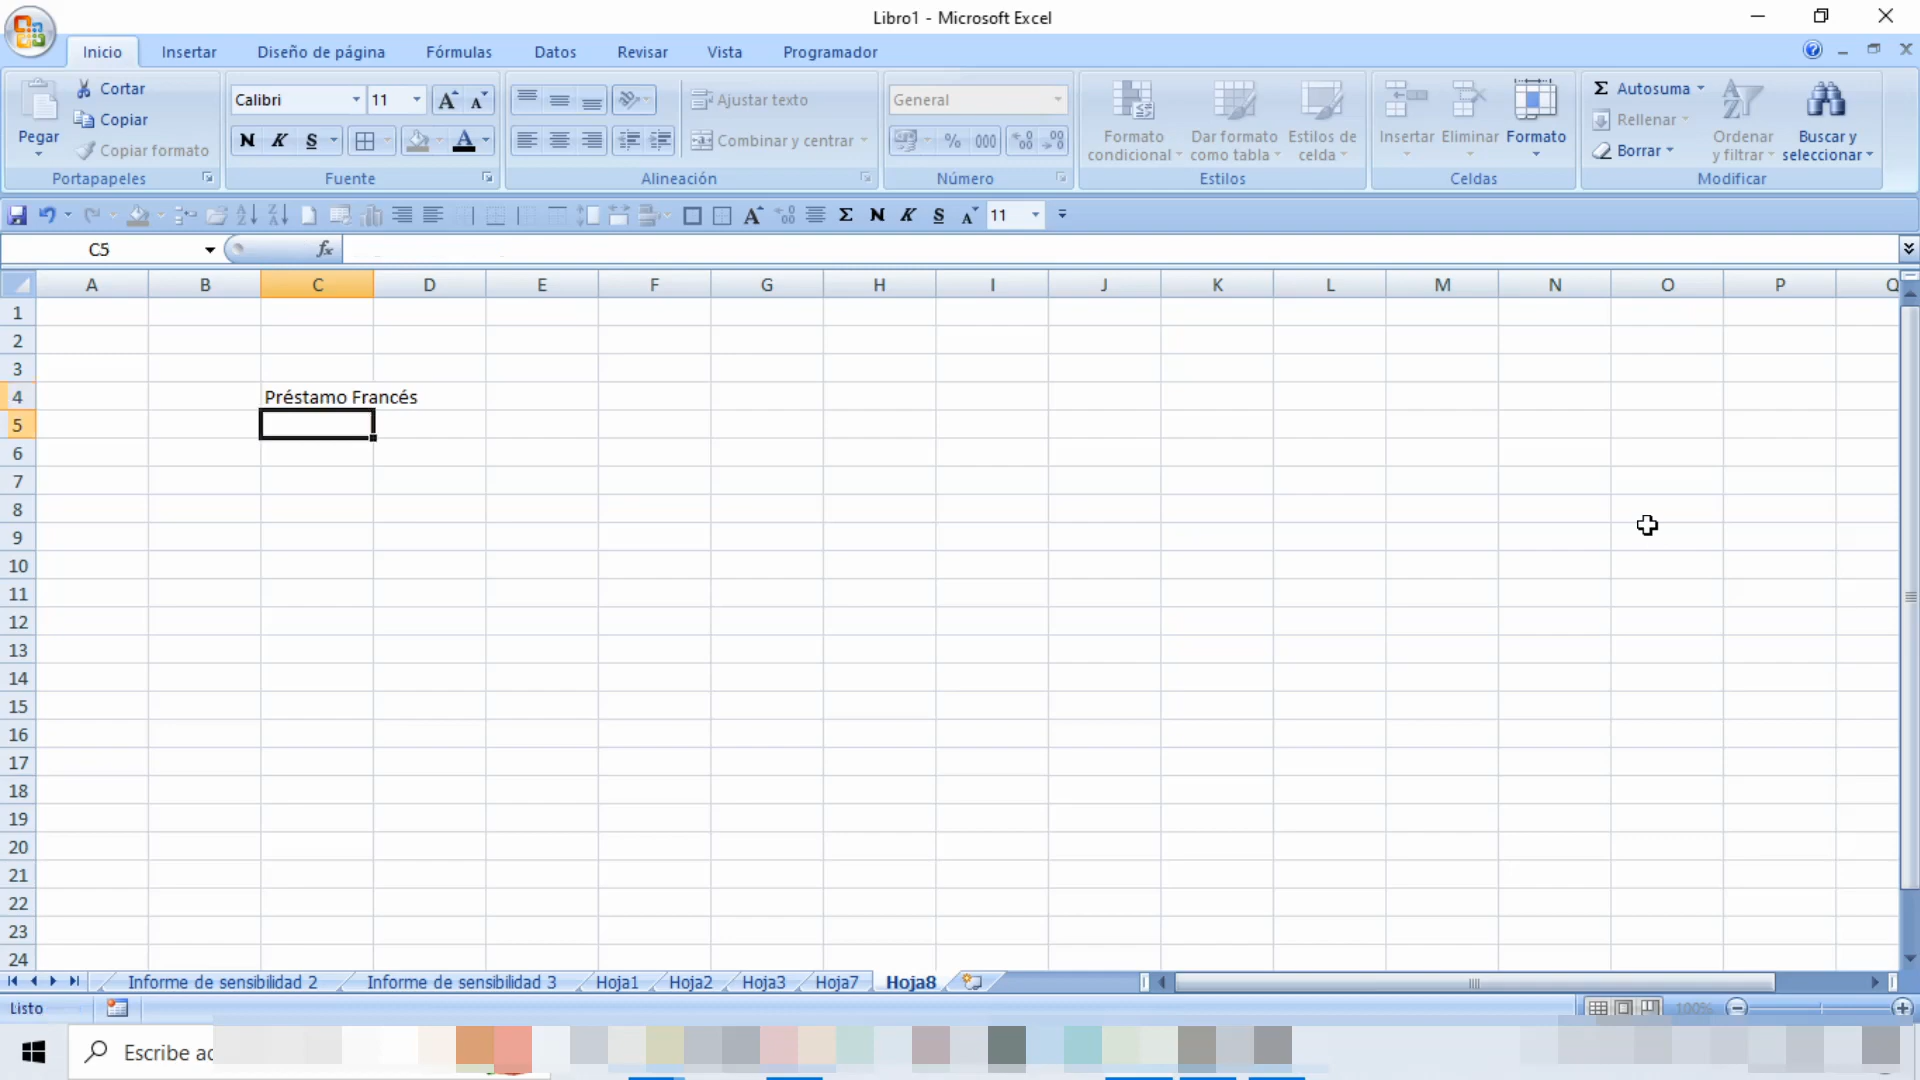 Libro1 - Microsoft Excel
Inicio Insertar Diseño de página Fórmulas Datos Revisar Vista Programador
Pegar
Cortar
Copiar
Copiar formato
Portapapeles
Calibri 11
N K S
Fuente
Ajustar texto
Combinar y centrar
Alineación
General
% 000
Número
Formato condicional
Dar formato como tabla
Estilos de celda
Estilos
Insertar Eliminar Formato
Celdas
Σ Autosuma
Rellenar
Borrar
Ordenar y filtrar
Buscar y seleccionar
Modificar
Σ N K S A 11
C5 fx
A B C D E F G H I J K L M N O P Q
1
2
3
4 Préstamo Francés
5
6
7
8
9
10
11
12
13
14
15
16
17
18
19
20
21
22
23
24
Informe de sensibilidad 2 Informe de sensibilidad 3 Hoja1 Hoja2 Hoja3 Hoja7 Hoja8
Listo 100%
Escribe